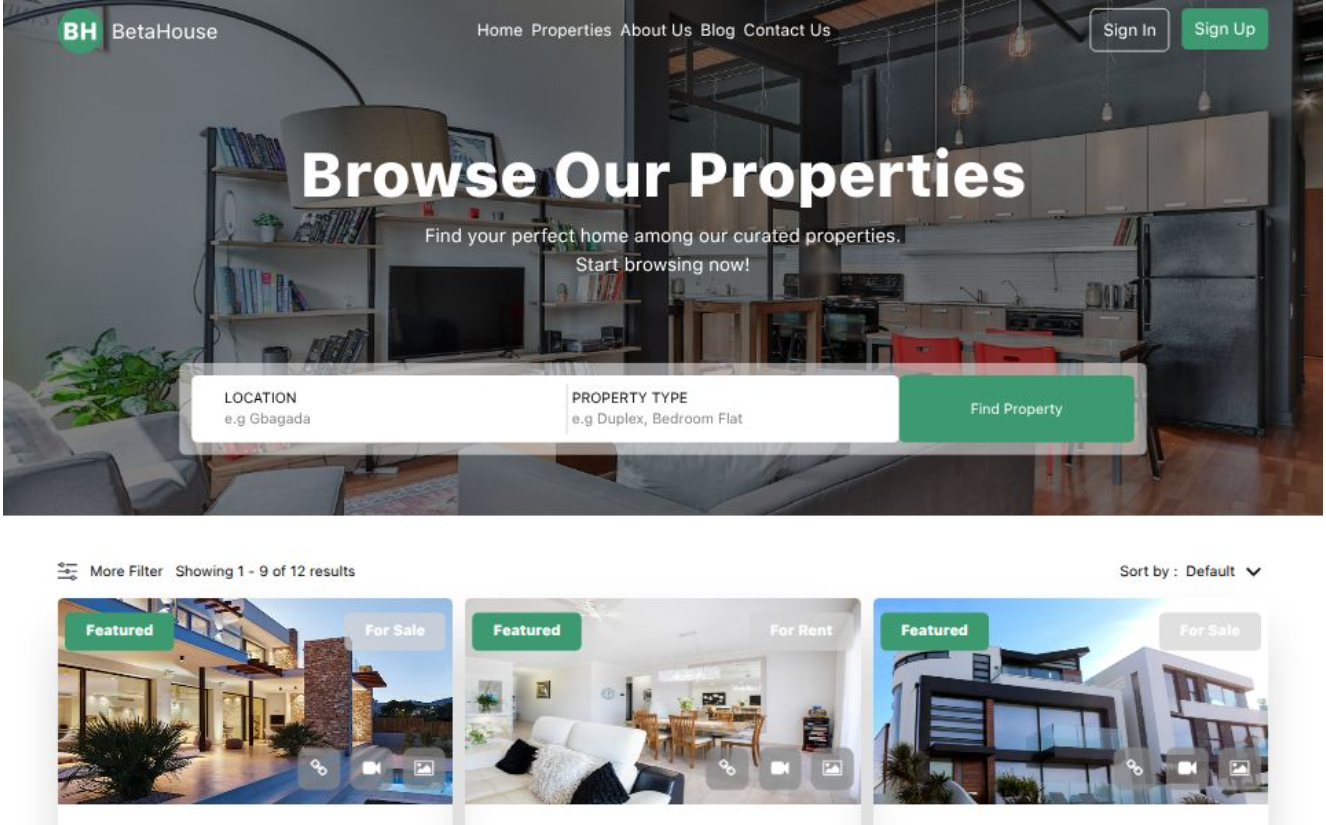 BH BetaHouse Home Properties About Us Blog Contact Us Sign In Sign Up
Browse Our Properties
Find your perfect home among our curated properties.
Start browsing now!
LOCATION PROPERTY TYPE
e.g Gbagada e.g Duplex, Bedroom Flat Find Property
More Filter Showing 1 - 9 of 12 results Sort by : Default
Featured For Sale Featured For Rent Featured For Sale